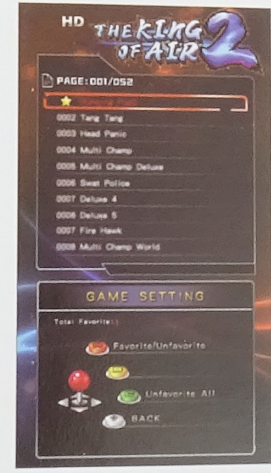 HD
THE KING
OF AIR 2
PAGE:001/052
0002 Tang Tang
0003 Head Panic
0004 Multi Champ
0005 Multi Champ Deluxe
0006 Swat Police
0007 Deluxe 4
0008 Deluxe 5
0007 Fire Hawk
0009 Multi Champ World
GAME SETTING
Total Favorite:
Favorite/Unfavorite
Unfavorite All
BACK